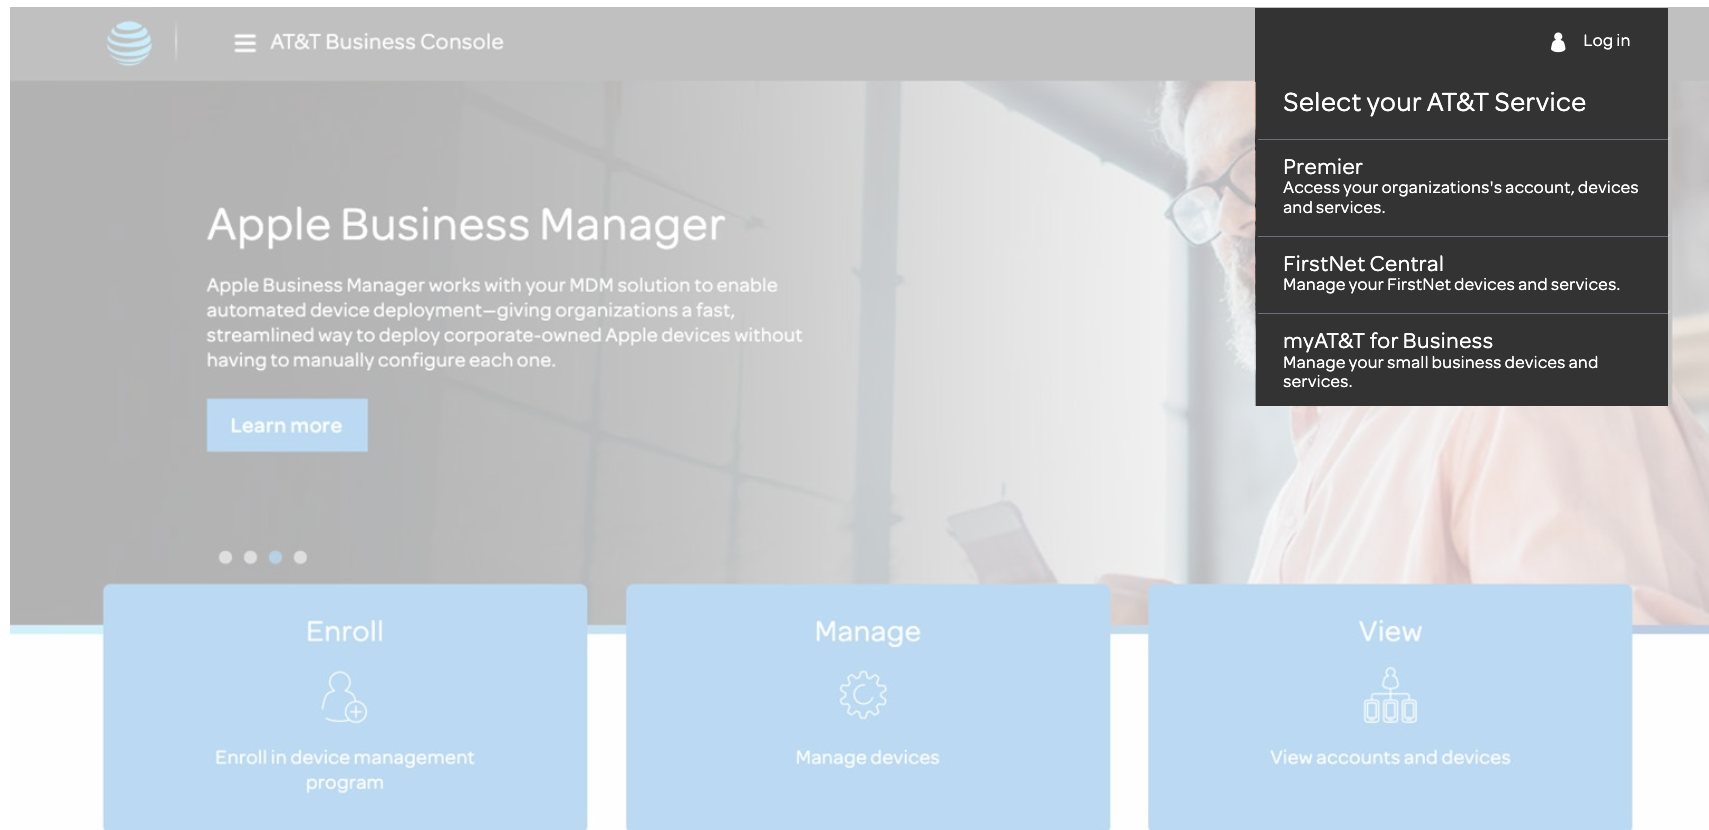 AT&T Business Console
Log in
Select your AT&T Service
Premier
Access your organizations's account, devices
and services.
FirstNet Central
Manage your FirstNet devices and services.
myAT&T for Business
Manage your small business devices and
services.
Apple Business Manager
Apple Business Manager works with your MDM solution to enable
automated device deployment—giving organizations a fast,
streamlined way to deploy corporate-owned Apple devices without
having to manually configure each one.
Learn more
Enroll
Enroll in device management
program
Manage
Manage devices
View
View accounts and devices